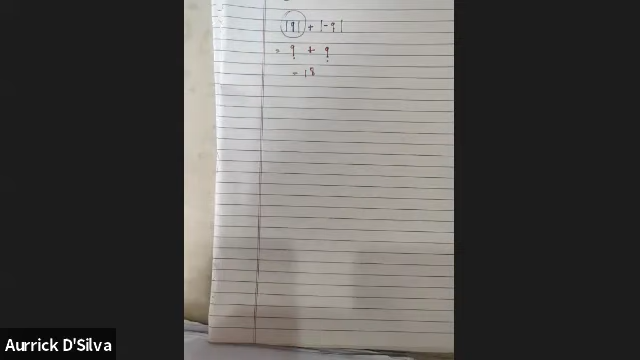 |9| + |-9|
= 9 + 9
= 18
Aurrick D'Silva